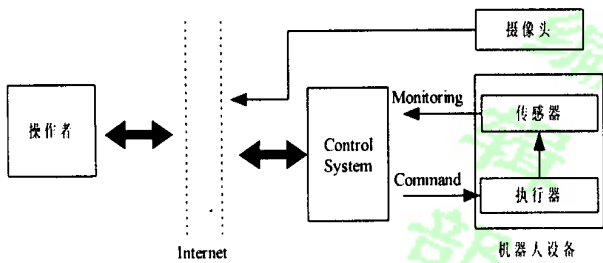 摄像头
操作者
Monitoring
传感器
Control
System
Command
执行器
Internet
机器人设备